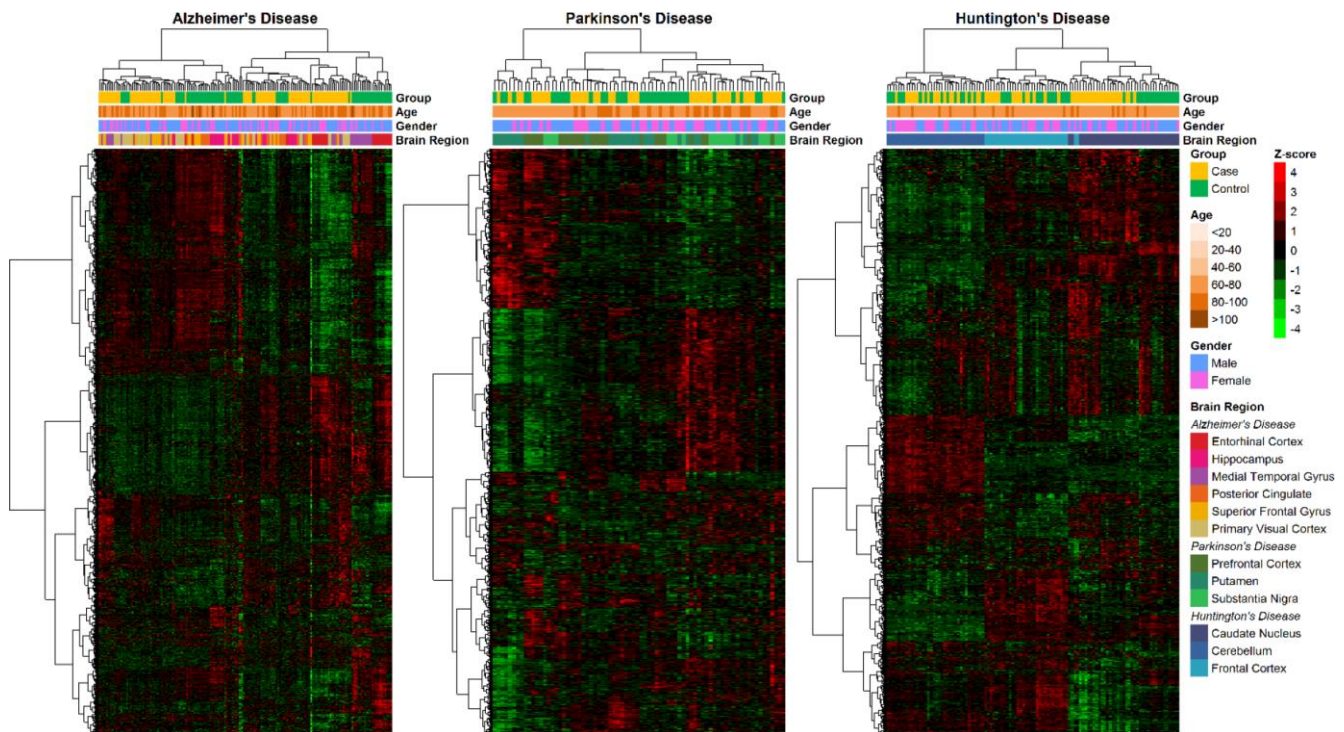 Alzheimer's Disease
Parkinson's Disease
Huntington's Disease
Group
Age
Gender
Brain Region
Group
Age
Gender
Brain Region
Group
Age
Gender
Brain Region
Group
Case
Control
Age
<20
20-40
40-60
60-80
80-100
>100
Gender
Male
Female
Brain Region
Alzheimer's Disease
Entorhinal Cortex
Hippocampus
Medial Temporal Gyrus
Posterior Cingulate
Superior Frontal Gyrus
Primary Visual Cortex
Parkinson's Disease
Prefrontal Cortex
Putamen
Substantia Nigra
Huntington's Disease
Caudate Nucleus
Cerebellum
Frontal Cortex
Z-score
4
3
2
1
0
-1
-2
-3
-4